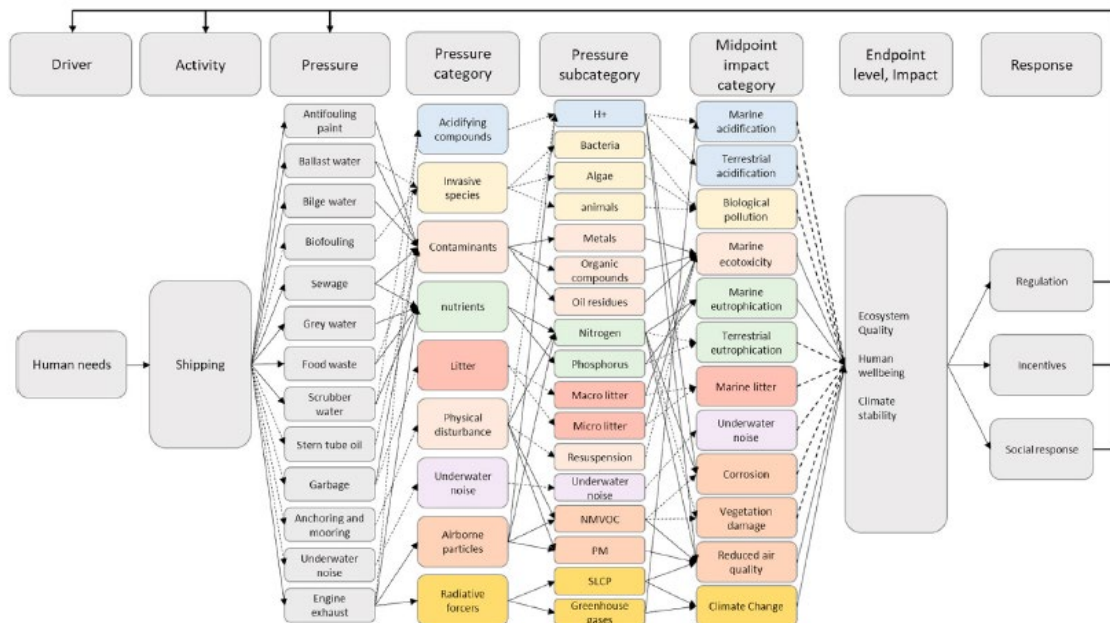 Driver
Activity
Pressure
Pressure
category
Pressure
subcategory
Midpoint
impact
category
Endpoint
level, Impact
Response
Human needs
Shipping
Antifouling
paint
Ballast water
Bilge water
Biofouling
Sewage
Grey water
Food waste
Scrubber
water
Stern tube oil
Garbage
Anchoring and
mooring
Underwater
noise
Engine
exhaust
Acidifying
compounds
Invasive
species
Contaminants
nutrients
Litter
Physical
disturbance
Underwater
noise
Airborne
particles
Radiative
forcers
H+
Bacteria
Algae
animals
Metals
Organic
compounds
Oil residues
Nitrogen
Phosphorus
Macro litter
Micro litter
Resuspension
Underwater
noise
NMVOC
PM
SLCP
Greenhouse
gases
Marine
acidification
Terrestrial
acidification
Biological
pollution
Marine
ecotoxicity
Marine
eutrophication
Terrestrial
eutrophication
Marine litter
Underwater
noise
Corrosion
Vegetation
damage
Reduced air
quality
Climate Change
Ecosystem
Quality
Human
wellbeing
Climate
stability
Regulation
Incentives
Social response